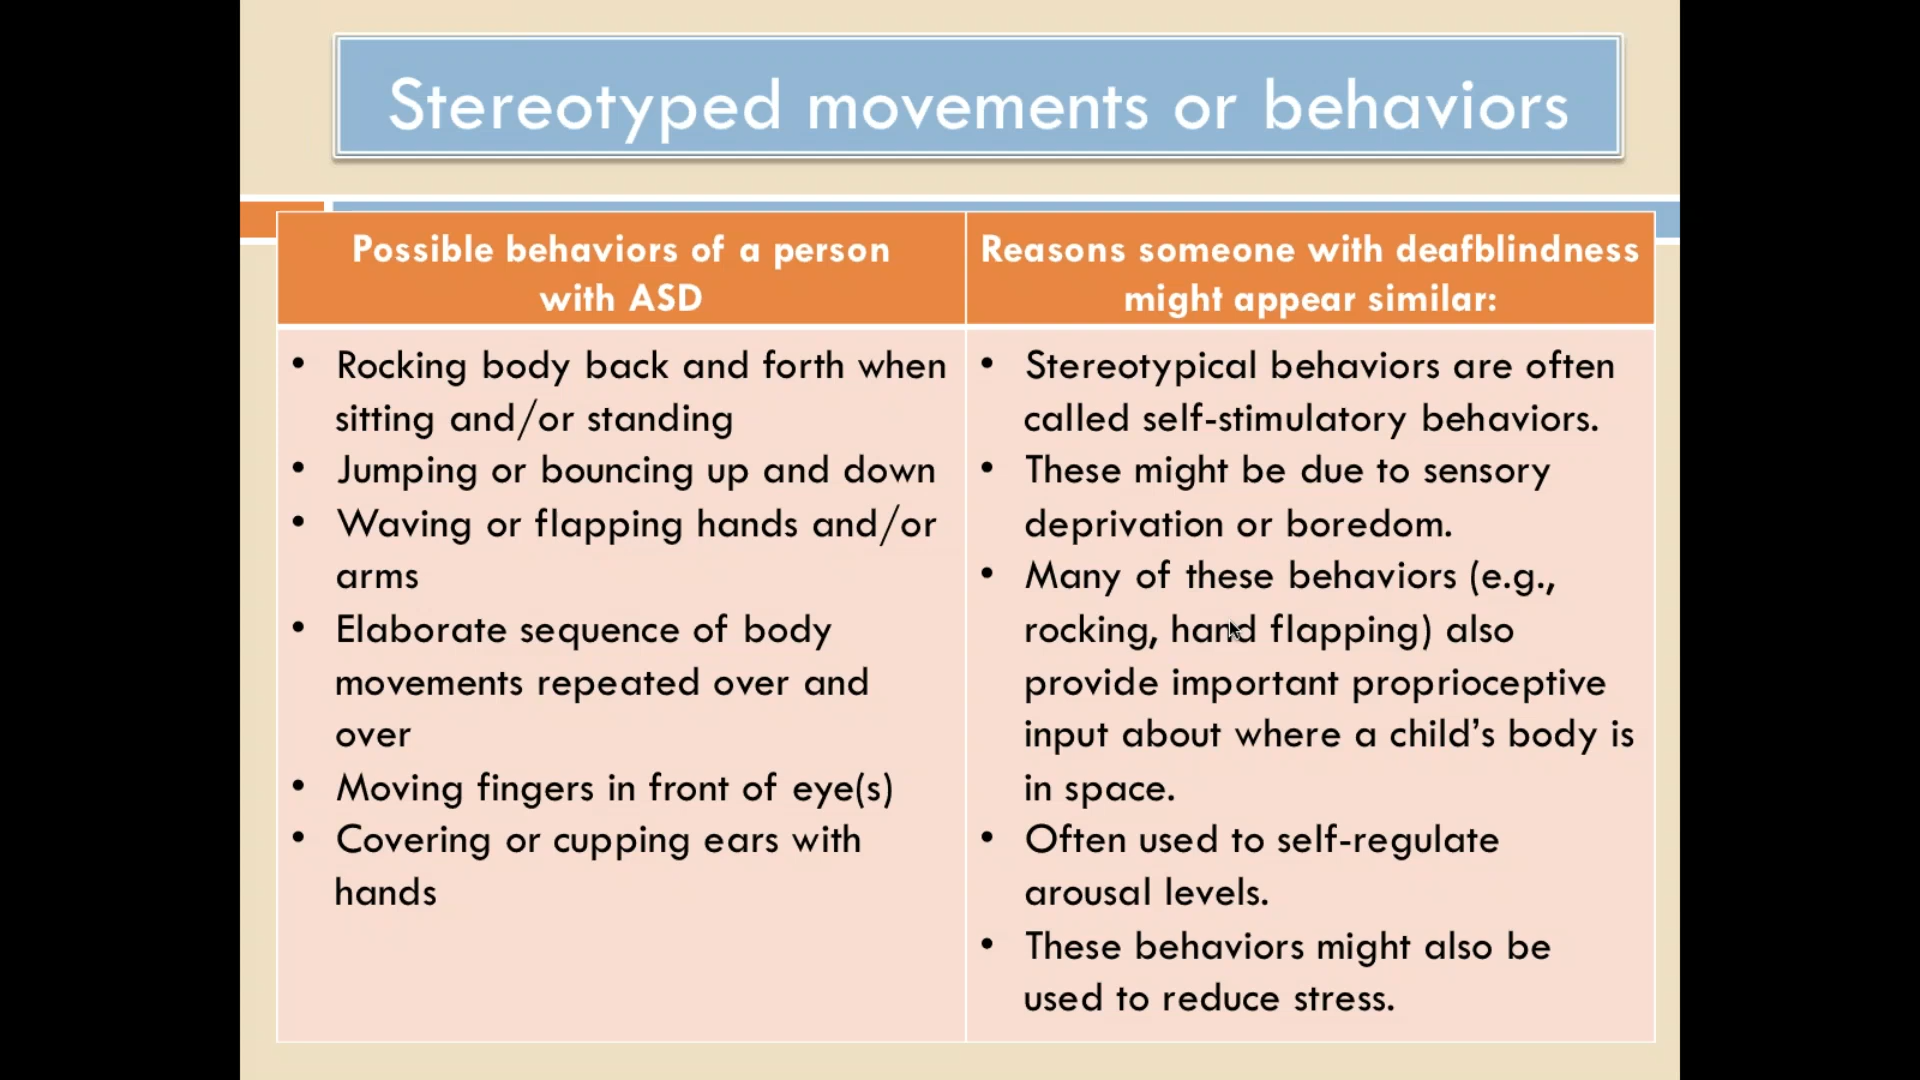 Stereotyped movements or behaviors
Possible behaviors of a person
with ASD
Reasons someone with deafblindness
might appear similar:
• Rocking body back and forth when
sitting and/or standing
• Jumping or bouncing up and down
• Waving or flapping hands and/or
arms
• Elaborate sequence of body
movements repeated over and
over
• Moving fingers in front of eye(s)
• Covering or cupping ears with
hands
• Stereotypical behaviors are often
called self-stimulatory behaviors.
• These might be due to sensory
deprivation or boredom.
• Many of these behaviors (e.g.,
rocking, hand flapping) also
provide important proprioceptive
input about where a child’s body is
in space.
• Often used to self-regulate
arousal levels.
• These behaviors might also be
used to reduce stress.